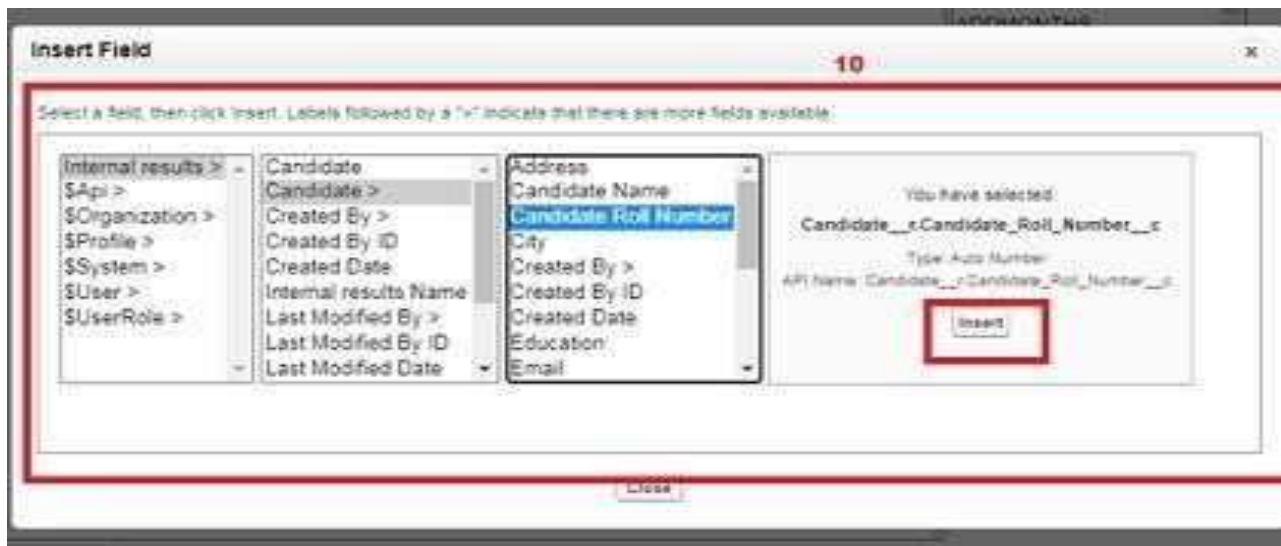 ADDMONTHS
Insert Field
x
10
Select a field, then click Insert. Labels followed by a ">" indicate that there are more fields available.
Internal results >
$Api >
$Organization >
$Profile >
$System >
$User >
$UserRole >
Candidate
Candidate >
Created By >
Created By ID
Created Date
Internal results Name
Last Modified By >
Last Modified By ID
Last Modified Date
Address
Candidate Name
Candidate Roll Number
City
Created By >
Created By ID
Created Date
Education
Email
You have selected:
Candidate__r.Candidate_Roll_Number__c
Type: Auto Number
API Name: Candidate__r.Candidate_Roll_Number__c
Insert
Close